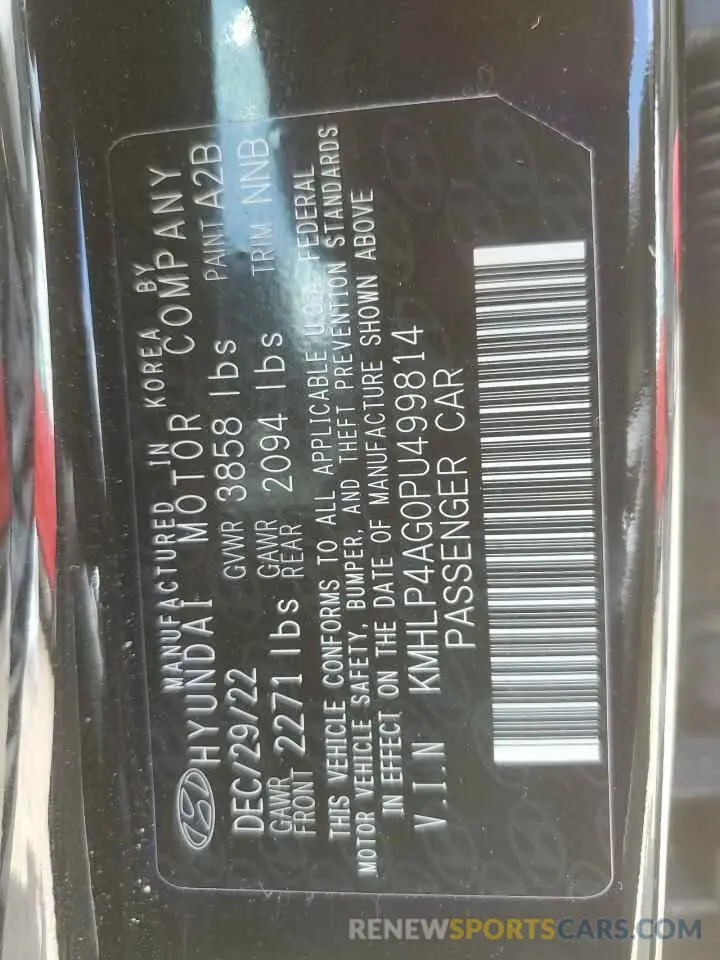 MANUFACTURED IN KOREA BY
HYUNDAI MOTOR COMPANY
DEC/29/22 GVWR 3858 lbs PAINT A2B
GAWR FRONT 2271 lbs GAWR REAR 2094 lbs TRIM NNB
THIS VEHICLE CONFORMS TO ALL APPLICABLE U.S.A FEDERAL
MOTOR VEHICLE SAFETY, BUMPER, AND THEFT PREVENTION STANDARDS
IN EFFECT ON THE DATE OF MANUFACTURE SHOWN ABOVE
V.I.N KMHLP4AG0PU499814
PASSENGER CAR
RENEWSPORTSCARS.COM